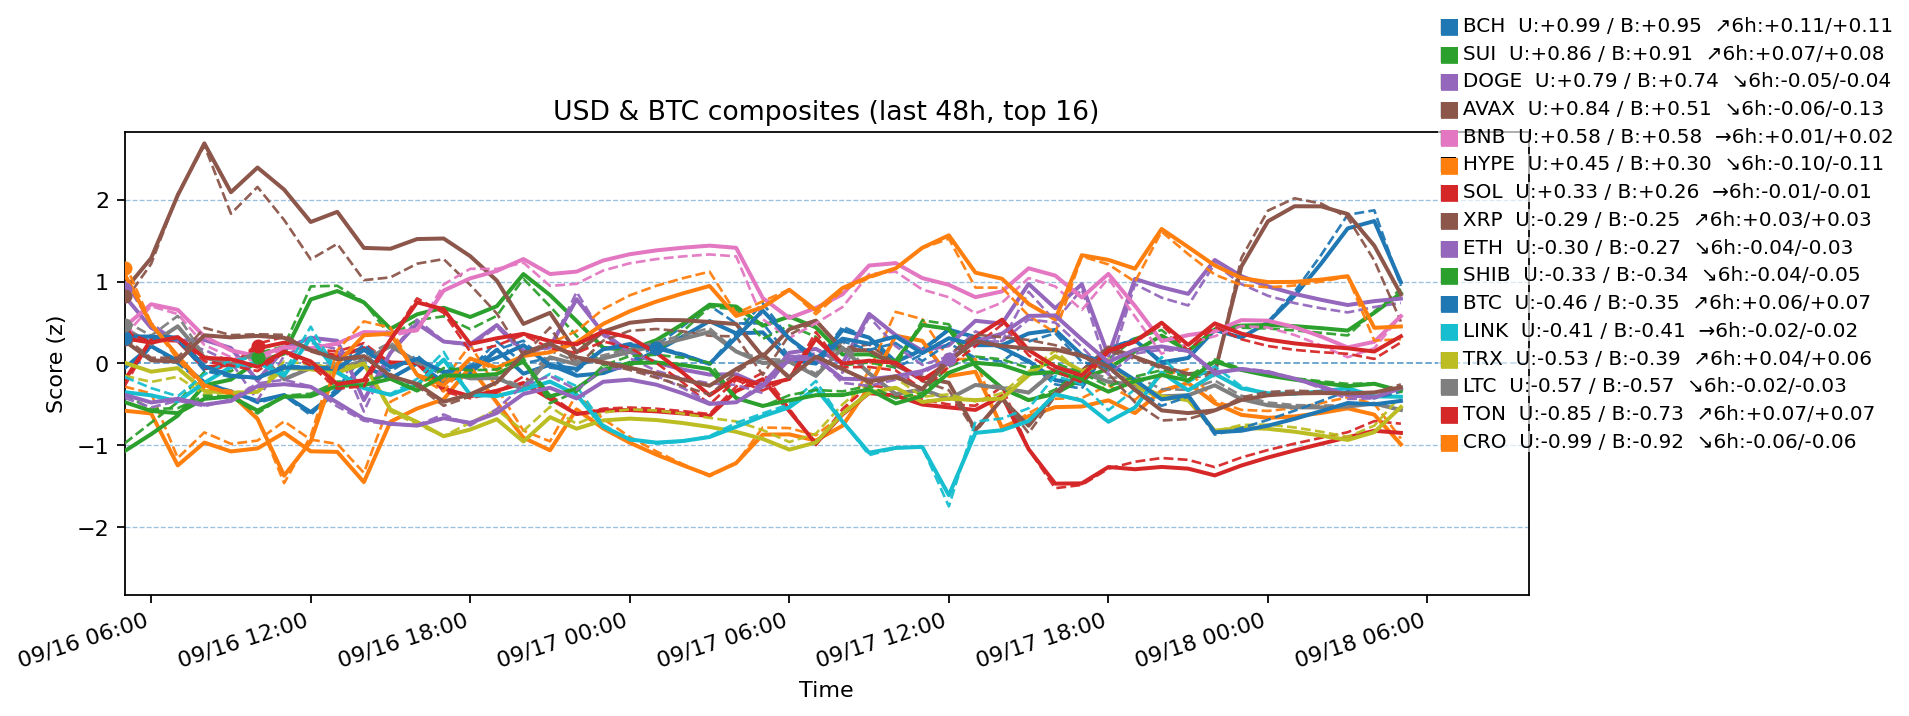 BCH  U:+0.99 / B:+0.95  ↗6h:+0.11/+0.11
SUI  U:+0.86 / B:+0.91  ↗6h:+0.07/+0.08
DOGE  U:+0.79 / B:+0.74  ↘6h:-0.05/-0.04
AVAX  U:+0.84 / B:+0.51  ↘6h:-0.06/-0.13
BNB  U:+0.58 / B:+0.58  →6h:+0.01/+0.02
HYPE  U:+0.45 / B:+0.30  ↘6h:-0.10/-0.11
SOL  U:+0.33 / B:+0.26  →6h:-0.01/-0.01
XRP  U:-0.29 / B:-0.25  ↗6h:+0.03/+0.03
ETH  U:-0.30 / B:-0.27  ↘6h:-0.04/-0.03
SHIB  U:-0.33 / B:-0.34  ↘6h:-0.04/-0.05
BTC  U:-0.46 / B:-0.35  ↗6h:+0.06/+0.07
LINK  U:-0.41 / B:-0.41  →6h:-0.02/-0.02
TRX  U:-0.53 / B:-0.39  ↗6h:+0.04/+0.06
LTC  U:-0.57 / B:-0.57  ↘6h:-0.02/-0.03
TON  U:-0.85 / B:-0.73  ↗6h:+0.07/+0.07
CRO  U:-0.99 / B:-0.92  ↘6h:-0.06/-0.06
USD & BTC composites (last 48h, top 16)
Score (z)
2
1
0
−1
−2
09/16 06:00
09/16 12:00
09/16 18:00
09/17 00:00
09/17 06:00
09/17 12:00
09/17 18:00
09/18 00:00
09/18 06:00
Time